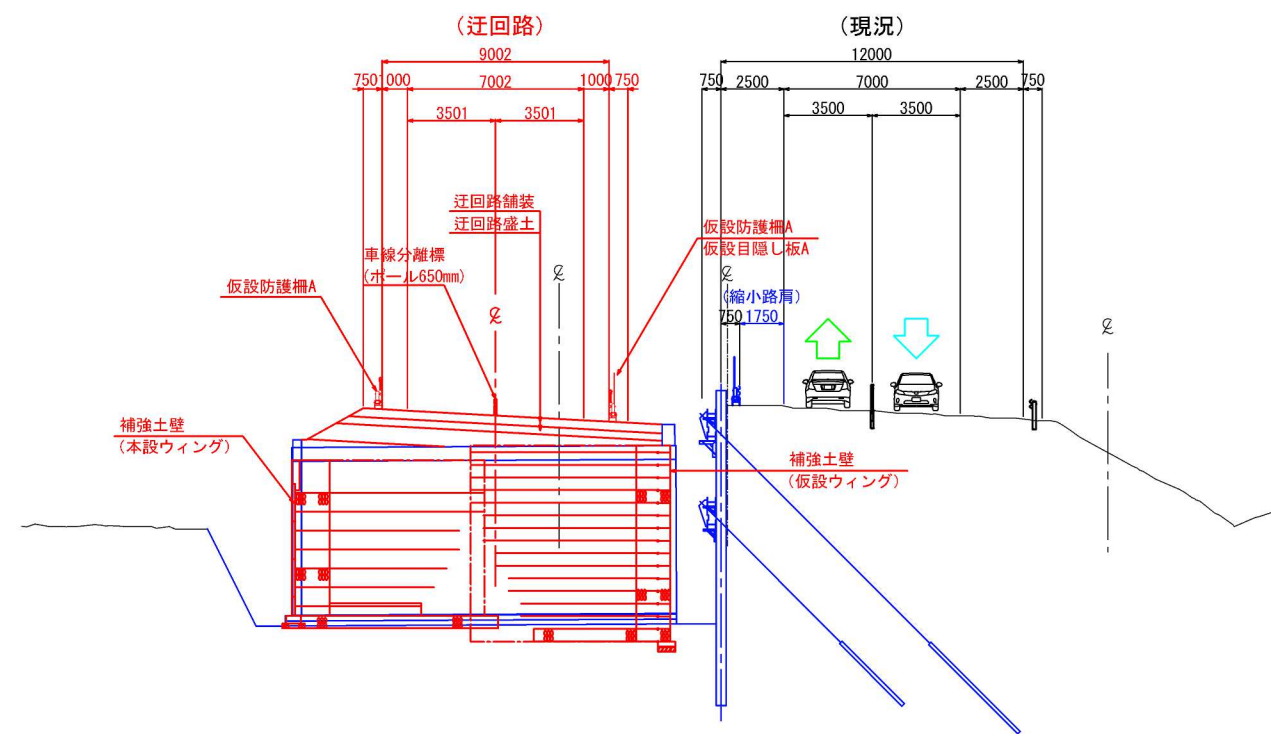 (迂回路)
(現況)
9002
12000
750
1000
7002
1000
750
750
2500
7000
2500
750
3501
3501
3500
3500
迂回路舗装
迂回路盛土
仮設防護柵A
仮設目隠し板A
車線分離標
(ポール650mm)
仮設防護柵A
(縮小路肩)
750
1750
補強土壁
(本設ウィング)
補強土壁
(仮設ウィング)